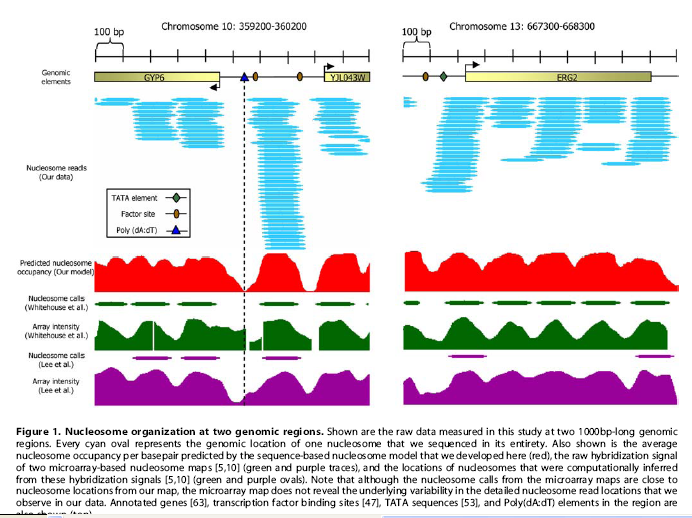 Chromosome 10: 359200-360200
Chromosome 13: 667300-668300
100 bp
100 bp
Genomic
elements
GYP6
YJL043W
ERG2
Nucleosome reads
(Our data)
TATA element
Factor site
Poly (dA:dT)
Predicted nucleosome
occupancy (Our model)
Nucleosome calls
(Whitehouse et al.)
Array intensity
(Whitehouse et al.)
Nucleosome calls
(Lee et al.)
Array intensity
(Lee et al.)
Figure 1. Nucleosome organization at two genomic regions. Shown are the raw data measured in this study at two 1000bp-long genomic
regions. Every cyan oval represents the genomic location of one nucleosome that we sequenced in its entirety. Also shown is the average
nucleosome occupancy per basepair predicted by the sequence-based nucleosome model that we developed here (red), the raw hybridization signal
of two microarray-based nucleosome maps [5,10] (green and purple traces), and the locations of nucleosomes that were computationally inferred
from these hybridization signals [5,10] (green and purple ovals). Note that although the nucleosome calls from the microarray maps are close to
nucleosome locations from our map, the microarray map does not reveal the underlying variability in the detailed nucleosome read locations that we
observe in our data. Annotated genes [63], transcription factor binding sites [47], TATA sequences [53], and Poly(dA:dT) elements in the region are
also shown (top)